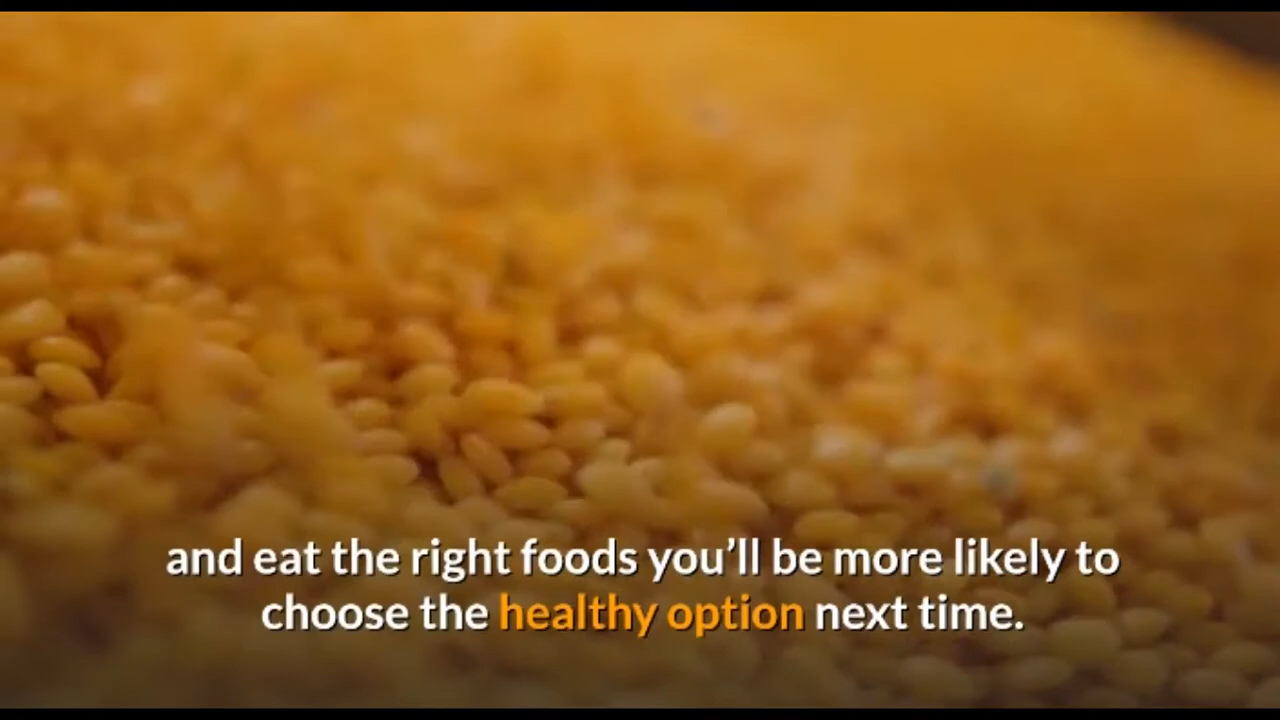 and eat the right foods you’ll be more likely to
choose the healthy option next time.